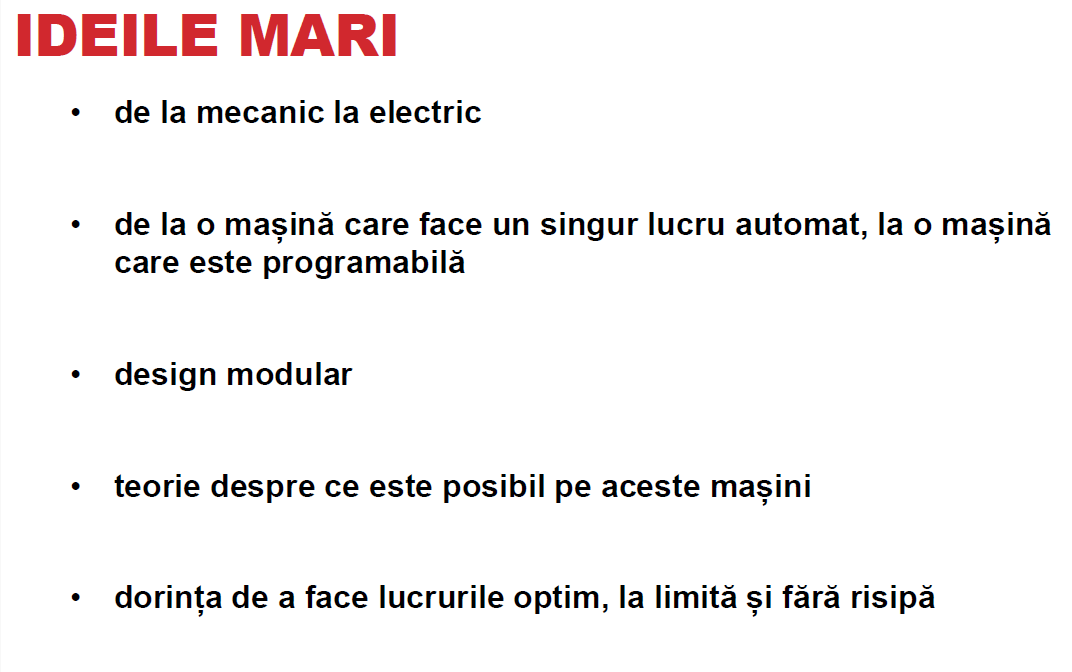 IDEILE MARI
• de la mecanic la electric
• de la o mașină care face un singur lucru automat, la o mașină
care este programabilă
• design modular
• teorie despre ce este posibil pe aceste mașini
• dorința de a face lucrurile optim, la limită și fără risipă